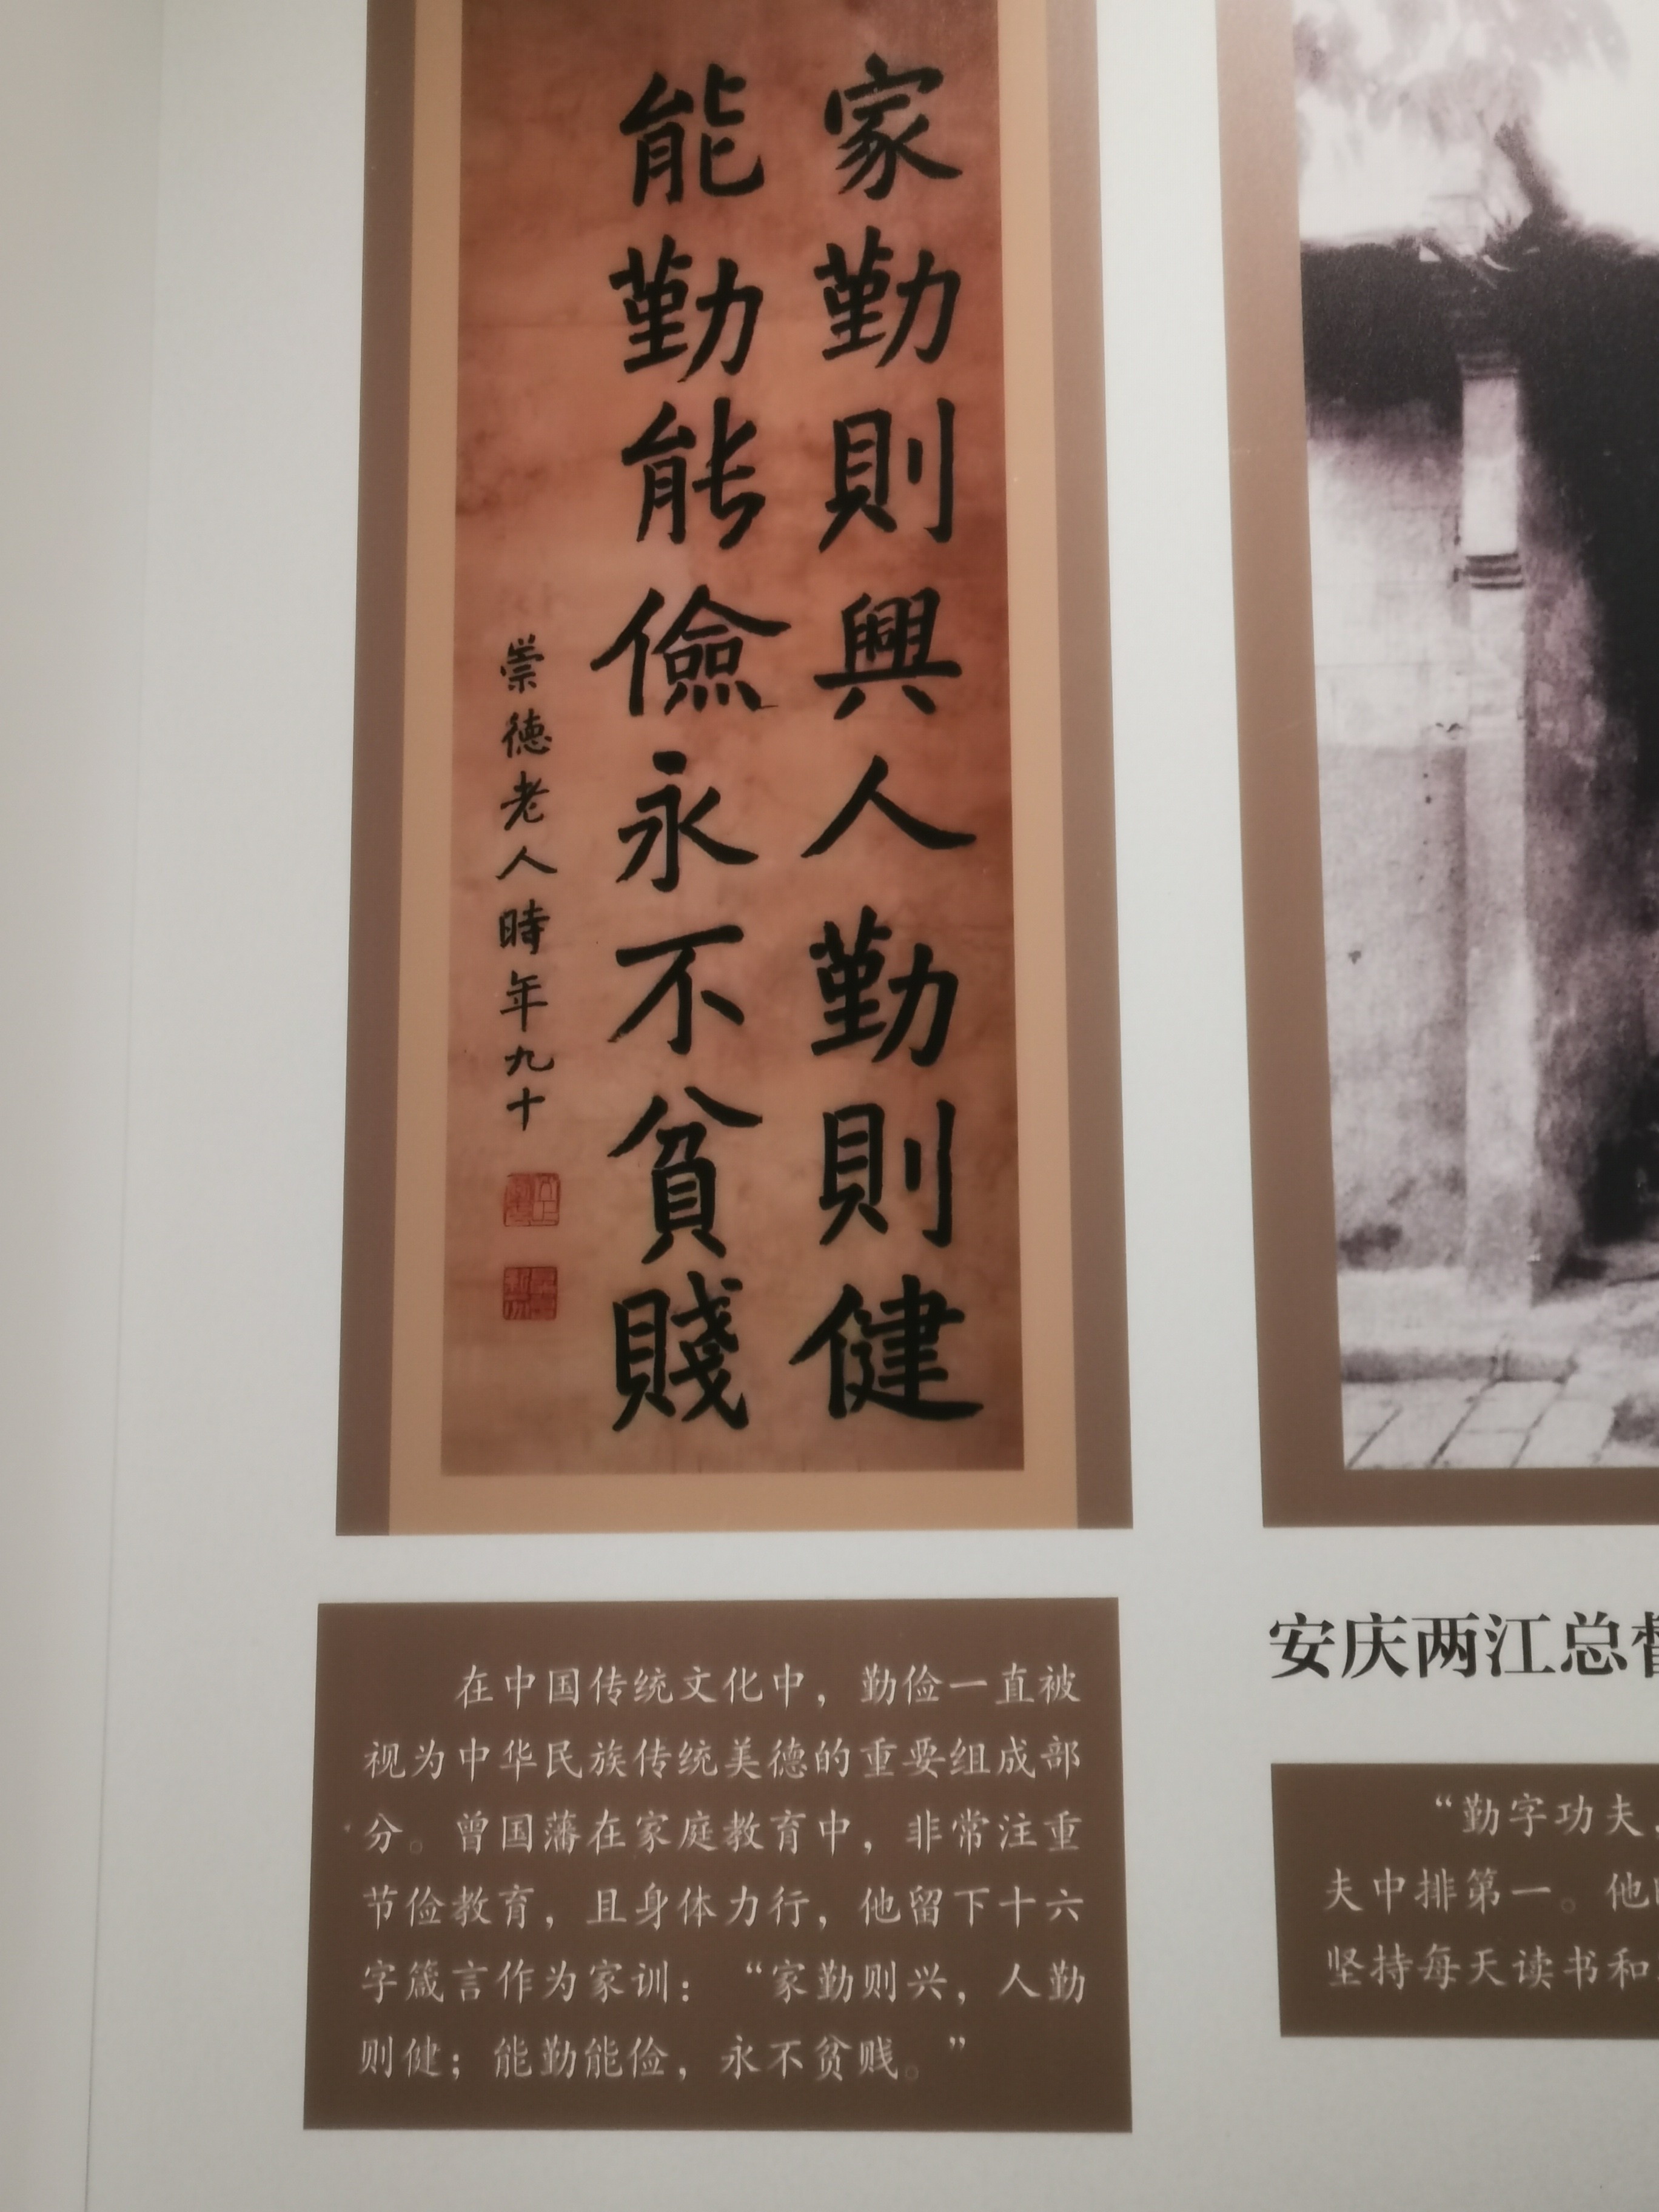 家勤則興人勤則健
能勤能儉永不貧賤
崇德老人時年九十
在中国传统文化中，勤俭一直被
视为中华民族传统美德的重要组成部
分。曾国藩在家庭教育中，非常注重
节俭教育，且身体力行，他留下十六
字箴言作为家训：“家勤则兴，人勤
则健；能勤能俭，永不贫贱。”
安庆两江总督
“勤字功夫，
夫中排第一。他
坚持每天读书和